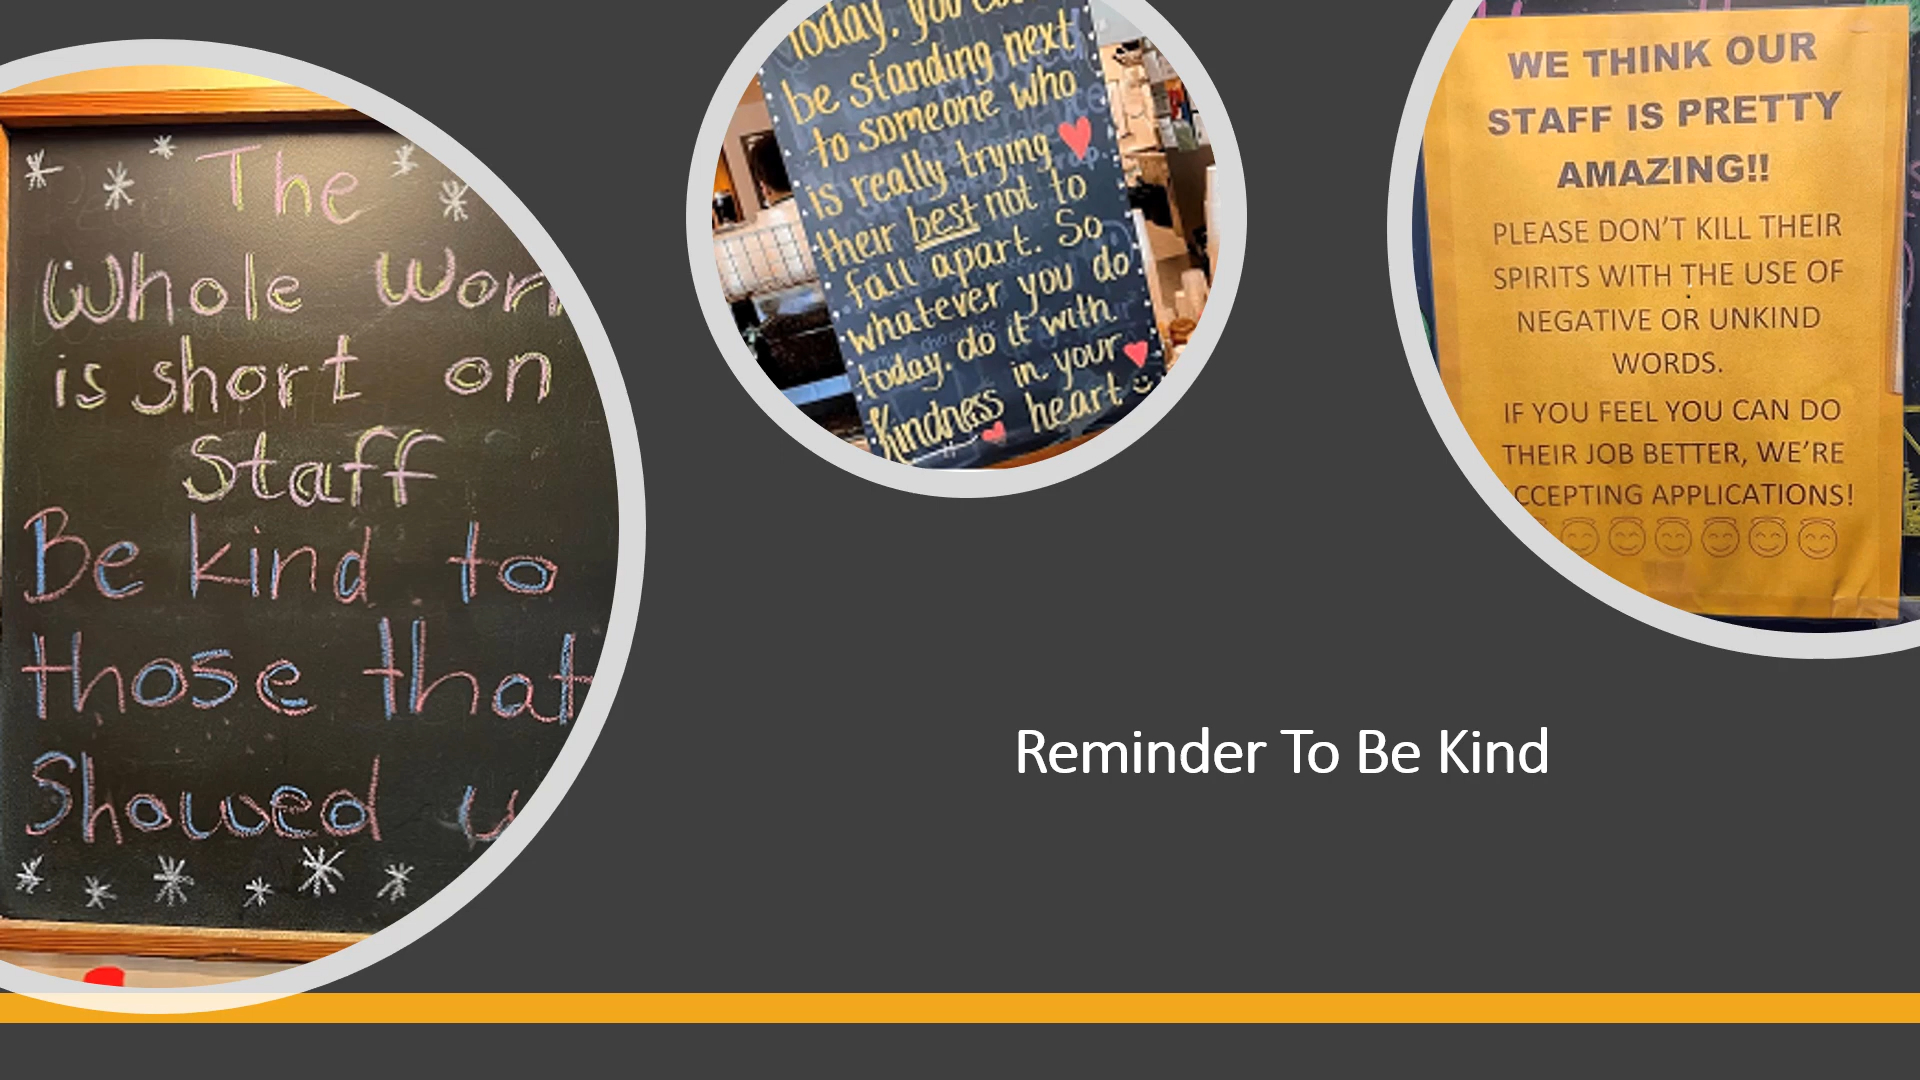 The
Whole Worl
is short on
Staff
Be kind to
those that
Showed u
Today, you could
be standing next
to someone who
is really trying
their best not to
fall apart. So
whatever you do
today, do it with
Kindness in your
heart
WE THINK OUR
STAFF IS PRETTY
AMAZING!!
PLEASE DON'T KILL THEIR
SPIRITS WITH THE USE OF
NEGATIVE OR UNKIND
WORDS.
IF YOU FEEL YOU CAN DO
THEIR JOB BETTER, WE'RE
CCEPTING APPLICATIONS!
Reminder To Be Kind